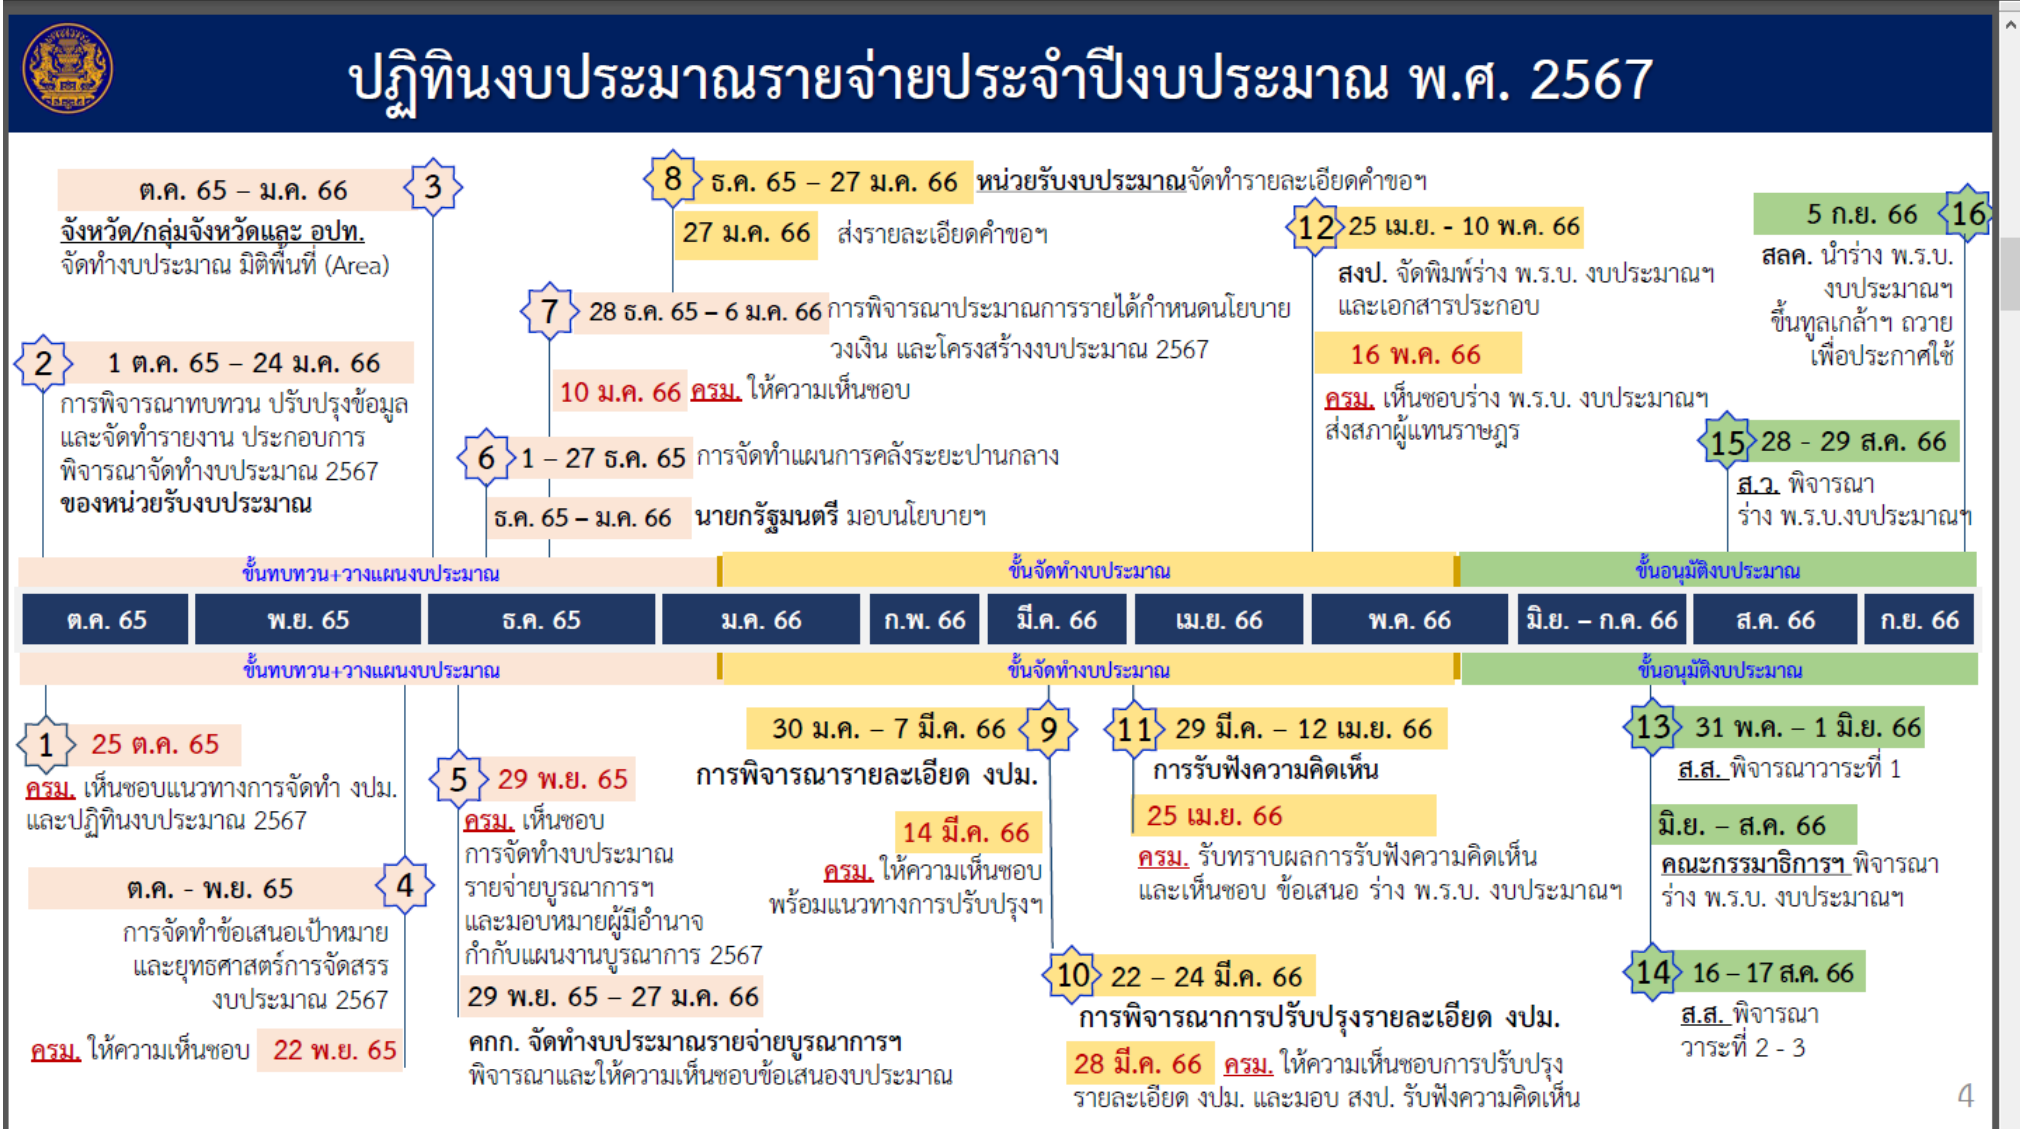 ปฏิทินงบประมาณรายจ่ายประจำปีงบประมาณ พ.ศ. 2567
ต.ค. 65 – ม.ค. 66
3
จังหวัด/กลุ่มจังหวัดและ อปท.
จัดทำงบประมาณ มิติพื้นที่ (Area)
2
1 ต.ค. 65 – 24 ม.ค. 66
การพิจารณาทบทวน ปรับปรุงข้อมูล
และจัดทำรายงาน ประกอบการ
พิจารณาจัดทำงบประมาณ 2567
ของหน่วยรับงบประมาณ
8
ธ.ค. 65 – 27 ม.ค. 66 หน่วยรับงบประมาณจัดทำรายละเอียดคำขอฯ
27 ม.ค. 66 ส่งรายละเอียดคำขอฯ
7
28 ธ.ค. 65 – 6 ม.ค. 66 การพิจารณาประมาณการรายได้กำหนดนโยบาย
วงเงิน และโครงสร้างงบประมาณ 2567
10 ม.ค. 66 ครม. ให้ความเห็นชอบ
6
1 – 27 ธ.ค. 65 การจัดทำแผนการคลังระยะปานกลาง
ธ.ค. 65 – ม.ค. 66 นายกรัฐมนตรี มอบนโยบายฯ
12
25 เม.ย. - 10 พ.ค. 66
สงป. จัดพิมพ์ร่าง พ.ร.บ. งบประมาณฯ
และเอกสารประกอบ
16 พ.ค. 66
ครม. เห็นชอบร่าง พ.ร.บ. งบประมาณฯ
ส่งสภาผู้แทนราษฎร
5 ก.ย. 66
16
สลค. นำร่าง พ.ร.บ.
งบประมาณฯ
ขึ้นทูลเกล้าฯ ถวาย
เพื่อประกาศใช้
15
28 - 29 ส.ค. 66
ส.ว. พิจารณา
ร่าง พ.ร.บ.งบประมาณฯ
ขั้นทบทวน+วางแผนงบประมาณ
ขั้นจัดทำงบประมาณ
ขั้นอนุมัติงบประมาณ
ต.ค. 65
พ.ย. 65
ธ.ค. 65
ม.ค. 66
ก.พ. 66
มี.ค. 66
เม.ย. 66
พ.ค. 66
มิ.ย. – ก.ค. 66
ส.ค. 66
ก.ย. 66
ขั้นทบทวน+วางแผนงบประมาณ
ขั้นจัดทำงบประมาณ
ขั้นอนุมัติงบประมาณ
1
25 ต.ค. 65
ครม. เห็นชอบแนวทางการจัดทำ งปม.
และปฏิทินงบประมาณ 2567
ต.ค. - พ.ย. 65
4
การจัดทำข้อเสนอเป้าหมาย
และยุทธศาสตร์การจัดสรร
งบประมาณ 2567
ครม. ให้ความเห็นชอบ 22 พ.ย. 65
5
29 พ.ย. 65
ครม. เห็นชอบ
การจัดทำงบประมาณ
รายจ่ายบูรณาการฯ
และมอบหมายผู้มีอำนาจ
กำกับแผนงานบูรณาการ 2567
29 พ.ย. 65 – 27 ม.ค. 66
คกก. จัดทำงบประมาณรายจ่ายบูรณาการฯ
พิจารณาและให้ความเห็นชอบข้อเสนองบประมาณ
30 ม.ค. – 7 มี.ค. 66
9
การพิจารณารายละเอียด งปม.
14 มี.ค. 66
ครม. ให้ความเห็นชอบ
พร้อมแนวทางการปรับปรุงฯ
10
22 – 24 มี.ค. 66
การพิจารณาการปรับปรุงรายละเอียด งปม.
28 มี.ค. 66 ครม. ให้ความเห็นชอบการปรับปรุง
รายละเอียด งปม. และมอบ สงป. รับฟังความคิดเห็น
11
29 มี.ค. – 12 เม.ย. 66
การรับฟังความคิดเห็น
25 เม.ย. 66
ครม. รับทราบผลการรับฟังความคิดเห็น
และเห็นชอบ ข้อเสนอ ร่าง พ.ร.บ. งบประมาณฯ
13
31 พ.ค. – 1 มิ.ย. 66
ส.ส. พิจารณาวาระที่ 1
มิ.ย. – ส.ค. 66
คณะกรรมาธิการฯ พิจารณา
ร่าง พ.ร.บ. งบประมาณฯ
14
16 – 17 ส.ค. 66
ส.ส. พิจารณา
วาระที่ 2 - 3
4